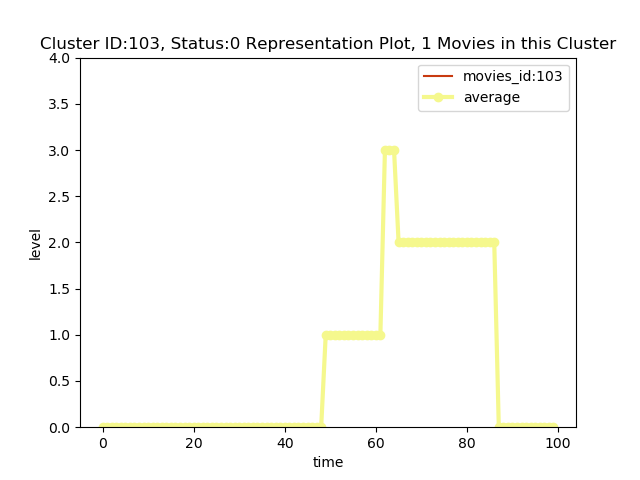 Cluster ID:103, Status:0 Representation Plot, 1 Movies in this Cluster
movies_id:103
average
4.0
3.5
3.0
2.5
2.0
1.5
1.0
0.5
0.0
level
0 20 40 60 80 100
time